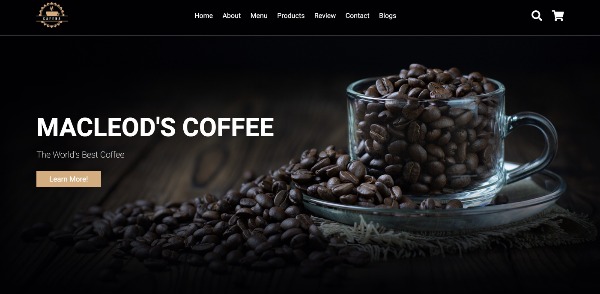 COFFEE
Home About Menu Products Review Contact Blogs
MACLEOD'S COFFEE
The World's Best Coffee
Learn More!